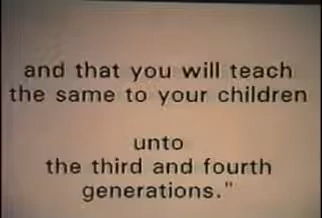 and that you will teach
the same to your children
unto
the third and fourth
generations."